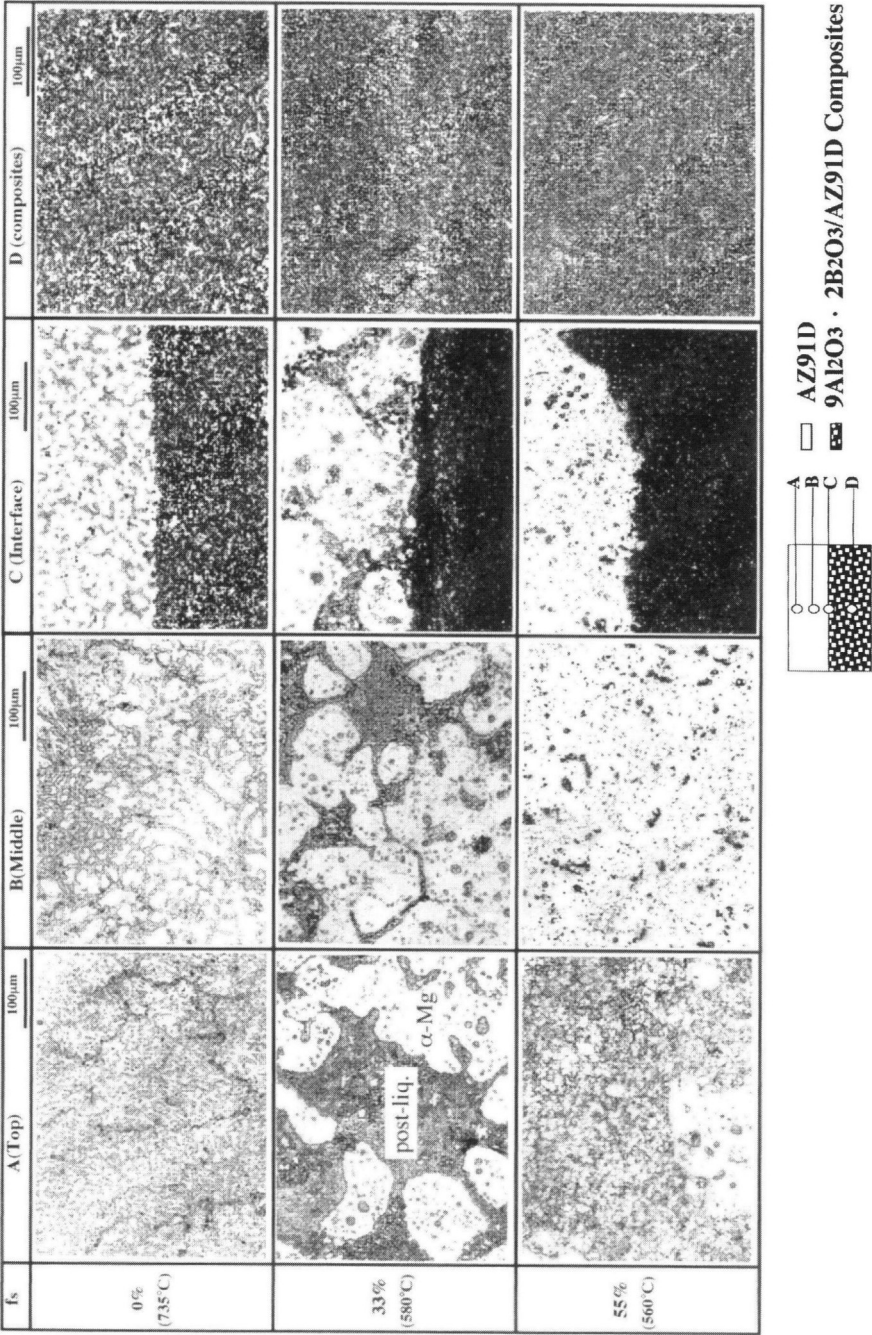 fs
A(Top)
100μm
B(Middle)
100μm
C (Interface)
100μm
D (composites)
100μm
0%
(735°C)
33%
(580°C)
post-liq.
α-Mg
55%
(560°C)
A
B
C
D
AZ91D
9Al2O3 · 2B2O3/AZ91D Composites